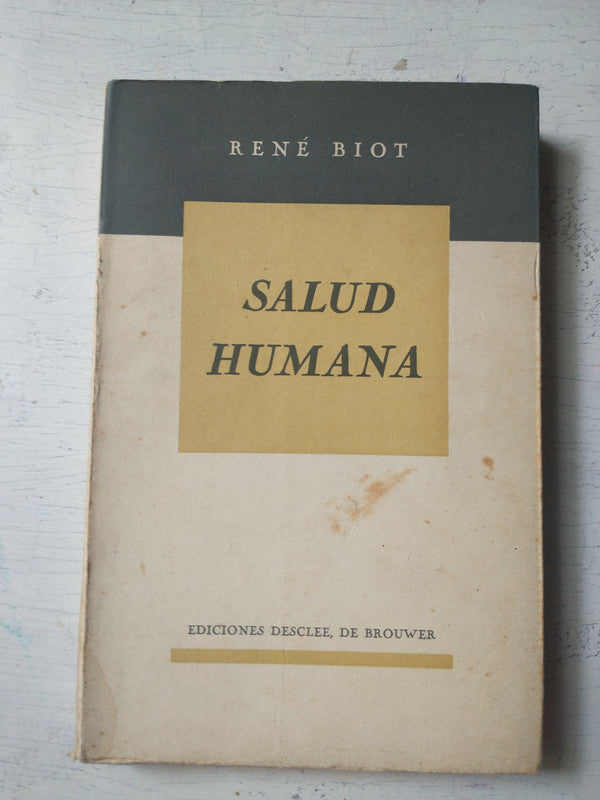 RENÉ BIOT
SALUD
HUMANA
EDICIONES DESCLEE, DE BROUWER